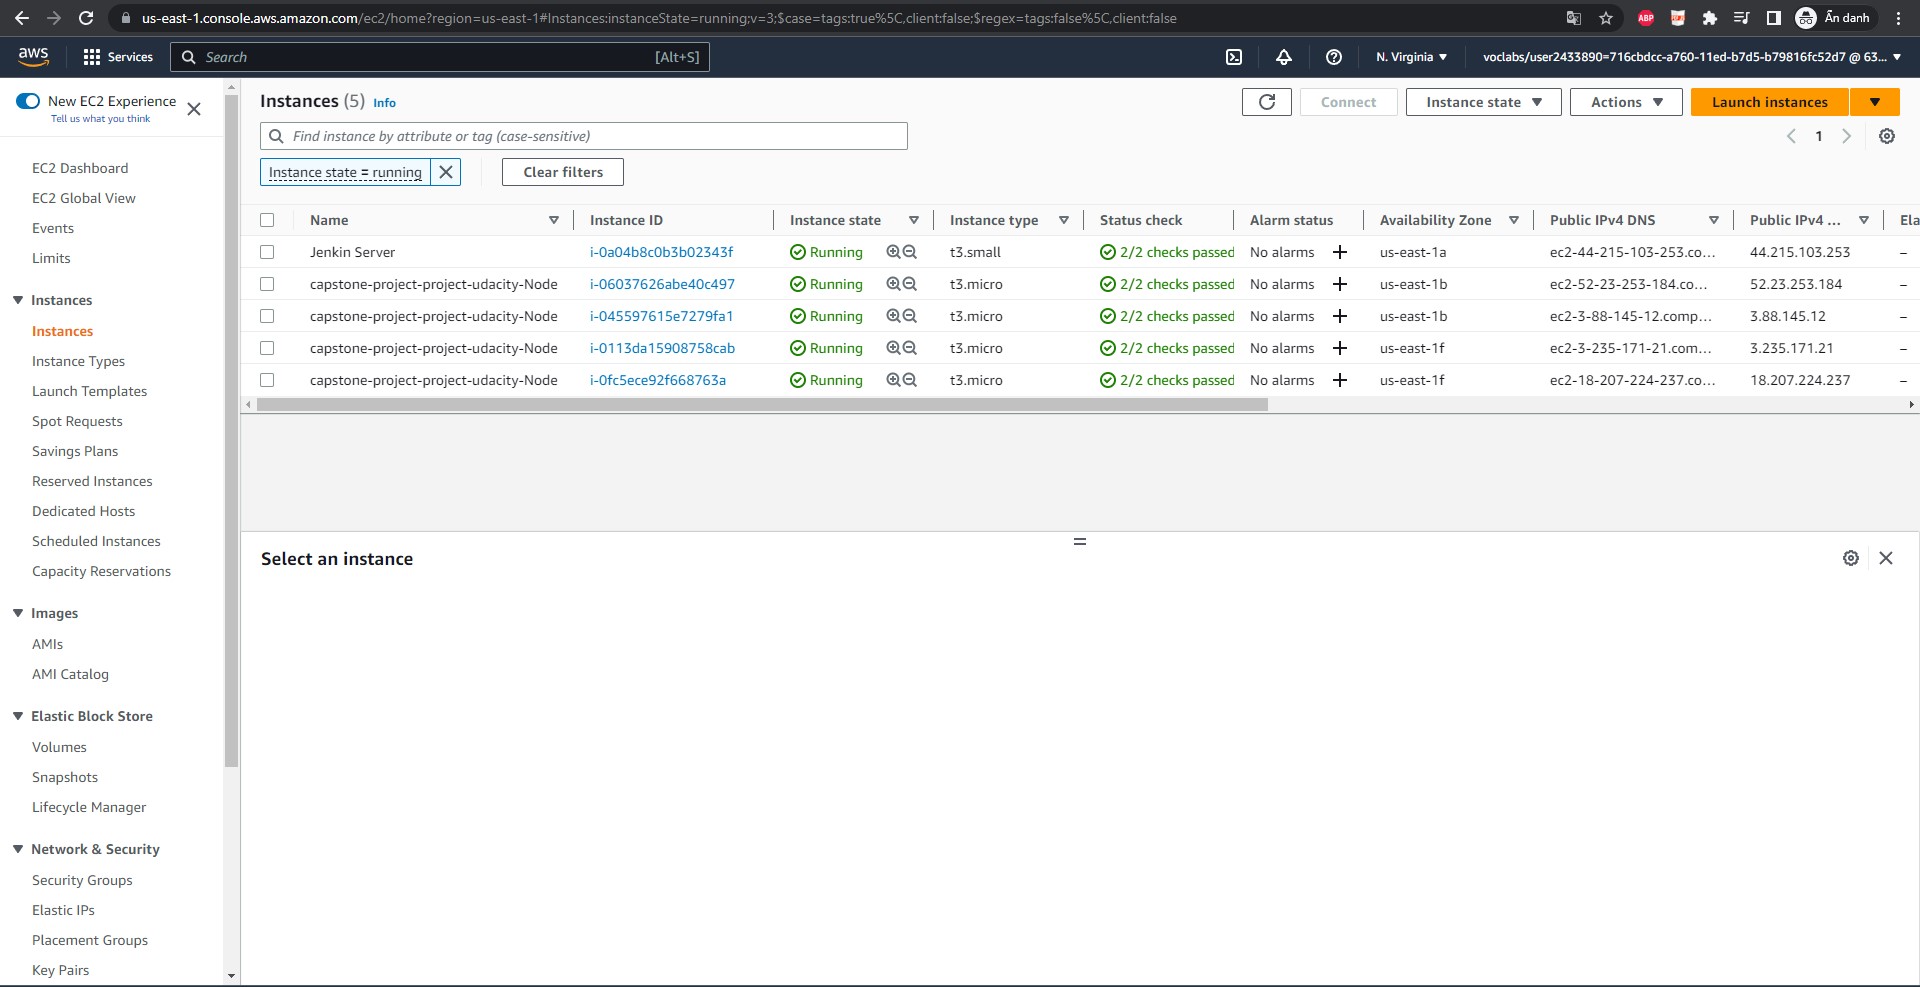 us-east-1.console.aws.amazon.com/ec2/home?region=us-east-1#Instances:instanceState=running;v=3;$case=tags:true%5C,client:false;$regex=tags:false%5C,client:false
ABP
Ẩn danh
aws
Services
Search
[Alt+S]
N. Virginia
voclabs/user2433890=716cbdcc-a760-11ed-b7d5-b79816fc52d7 @ 63...
New EC2 Experience
Tell us what you think
EC2 Dashboard
EC2 Global View
Events
Limits
Instances
Instances
Instance Types
Launch Templates
Spot Requests
Savings Plans
Reserved Instances
Dedicated Hosts
Scheduled Instances
Capacity Reservations
Images
AMIs
AMI Catalog
Elastic Block Store
Volumes
Snapshots
Lifecycle Manager
Network & Security
Security Groups
Elastic IPs
Placement Groups
Key Pairs
Instances (5) Info
Connect
Instance state
Actions
Launch instances
Find instance by attribute or tag (case-sensitive)
1
Instance state = running
Clear filters
Name Instance ID Instance state Instance type Status check Alarm status Availability Zone Public IPv4 DNS Public IPv4 ... Ela
Jenkin Server i-0a04b8c0b3b02343f Running t3.small 2/2 checks passed No alarms us-east-1a ec2-44-215-103-253.co... 44.215.103.253 –
capstone-project-project-udacity-Node i-06037626abe40c497 Running t3.micro 2/2 checks passed No alarms us-east-1b ec2-52-23-253-184.co... 52.23.253.184 –
capstone-project-project-udacity-Node i-045597615e7279fa1 Running t3.micro 2/2 checks passed No alarms us-east-1b ec2-3-88-145-12.comp... 3.88.145.12 –
capstone-project-project-udacity-Node i-0113da15908758cab Running t3.micro 2/2 checks passed No alarms us-east-1f ec2-3-235-171-21.com... 3.235.171.21 –
capstone-project-project-udacity-Node i-0fc5ece92f668763a Running t3.micro 2/2 checks passed No alarms us-east-1f ec2-18-207-224-237.co... 18.207.224.237 –
Select an instance